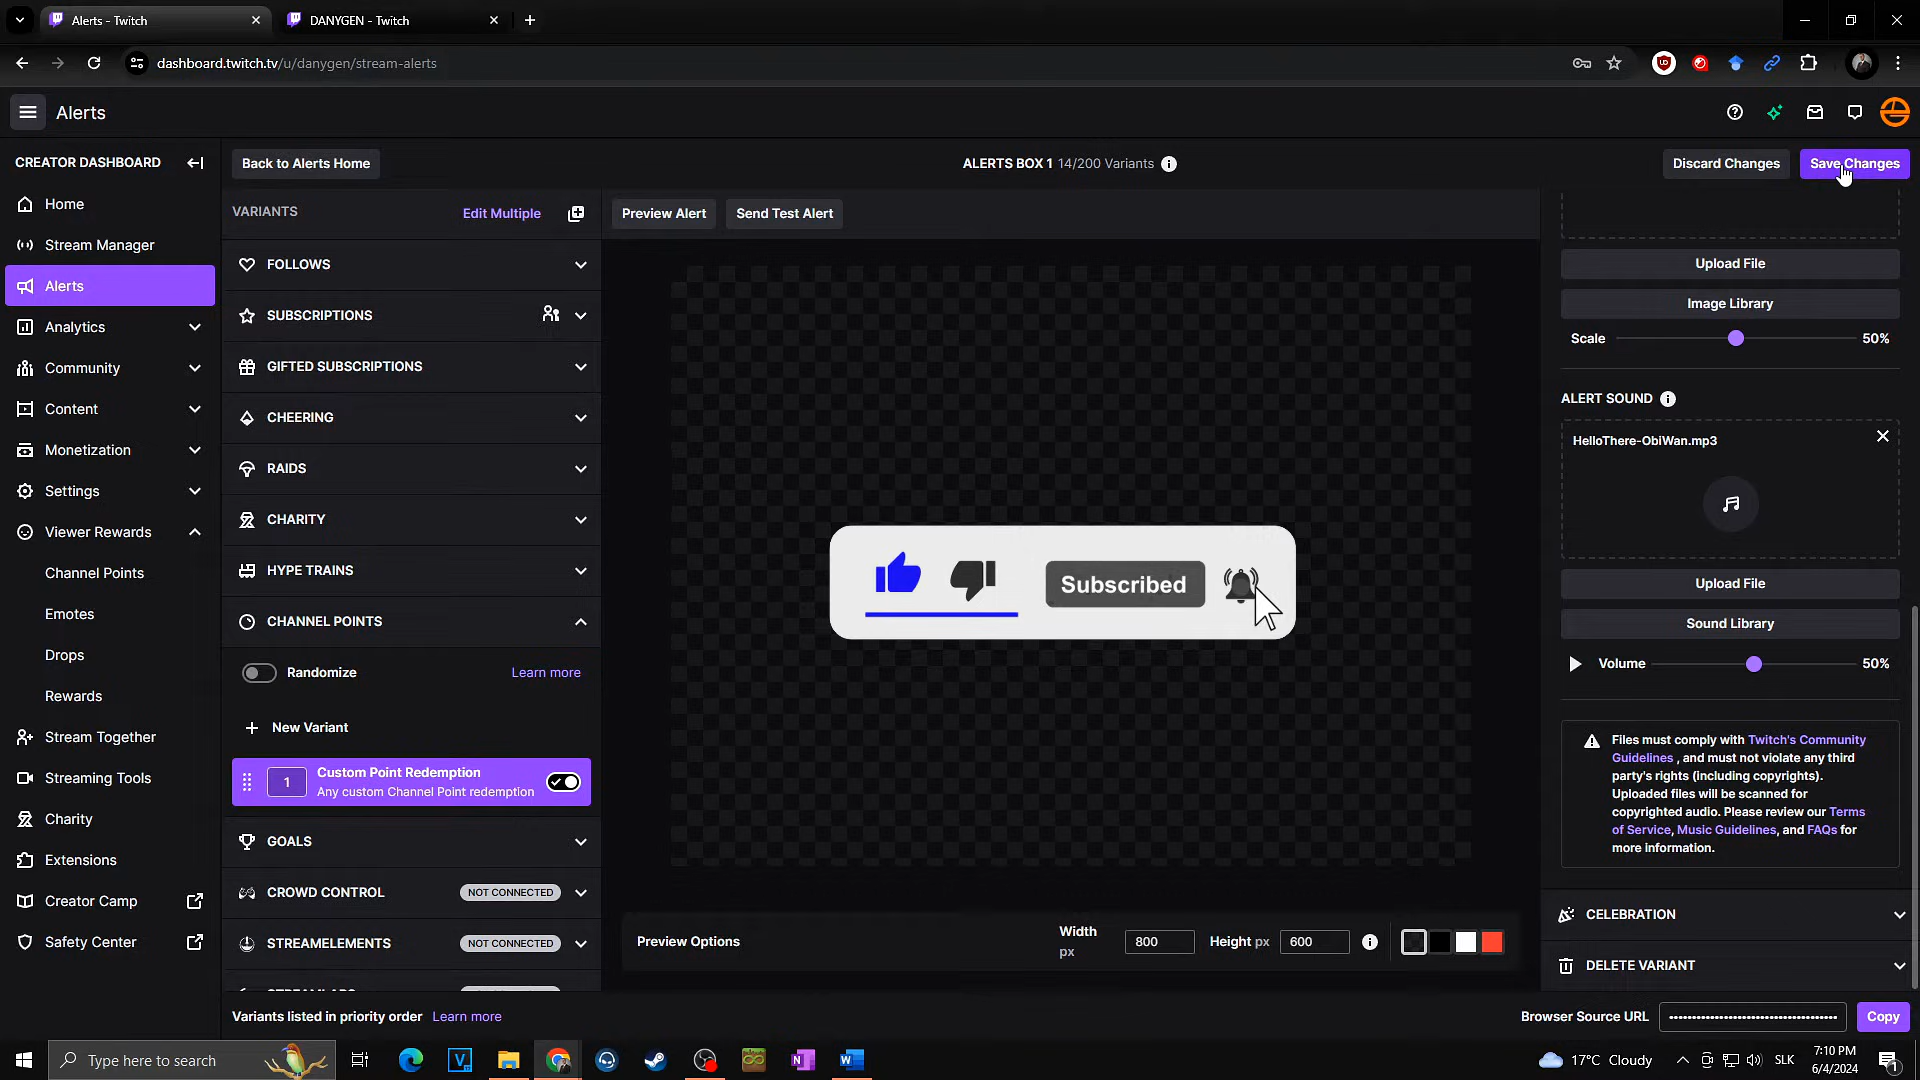 Alerts - Twitch
DANYGEN - Twitch
dashboard.twitch.tv/u/danygen/stream-alerts
Alerts
CREATOR DASHBOARD
Home
Stream Manager
Alerts
Analytics
Community
Content
Monetization
Settings
Viewer Rewards
Channel Points
Emotes
Drops
Rewards
Stream Together
Streaming Tools
Charity
Extensions
Creator Camp
Safety Center
Back to Alerts Home
ALERTS BOX 1 14/200 Variants
Discard Changes
Save Changes
VARIANTS
Edit Multiple
FOLLOWS
SUBSCRIPTIONS
GIFTED SUBSCRIPTIONS
CHEERING
RAIDS
CHARITY
HYPE TRAINS
CHANNEL POINTS
Randomize
Learn more
New Variant
1
Custom Point Redemption
Any custom Channel Point redemption
GOALS
CROWD CONTROL
NOT CONNECTED
STREAMELEMENTS
NOT CONNECTED
Variants listed in priority order Learn more
Preview Alert
Send Test Alert
Subscribed
Preview Options
Width
px
800
Height px
600
Upload File
Image Library
Scale
50%
ALERT SOUND
HelloThere-ObiWan.mp3
Upload File
Sound Library
Volume
50%
Files must comply with Twitch's Community
Guidelines , and must not violate any third
party's rights (including copyrights).
Uploaded files will be scanned for
copyrighted audio. Please review our Terms
of Service, Music Guidelines, and FAQs for
more information.
CELEBRATION
DELETE VARIANT
Browser Source URL
Copy
Type here to search
17°C Cloudy
SLK
7:10 PM
6/4/2024